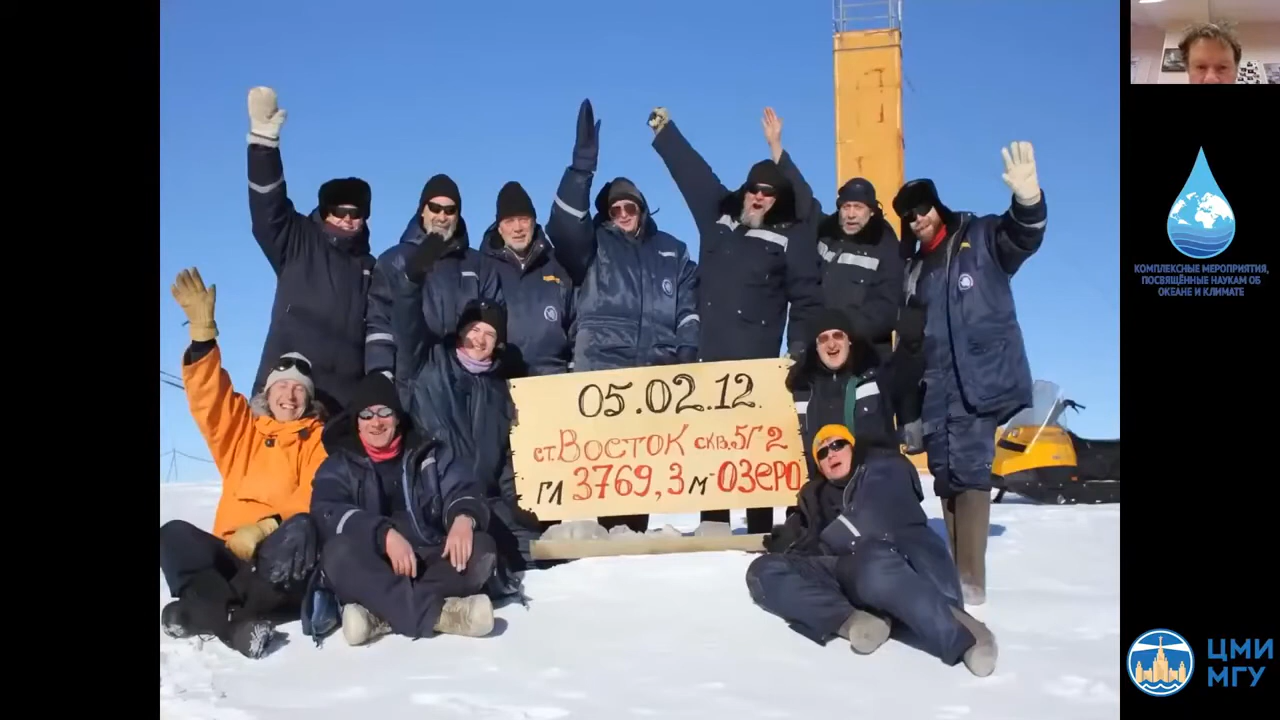 05.02.12.
ст. ВОСТОК скв. 5Г 2
гл 3769,3 м - ОЗЕРО
КОМПЛЕКСНЫЕ МЕРОПРИЯТИЯ,
ПОСВЯЩЁННЫЕ НАУКАМ ОБ
ОКЕАНЕ И КЛИМАТЕ
ЦМИ
МГУ